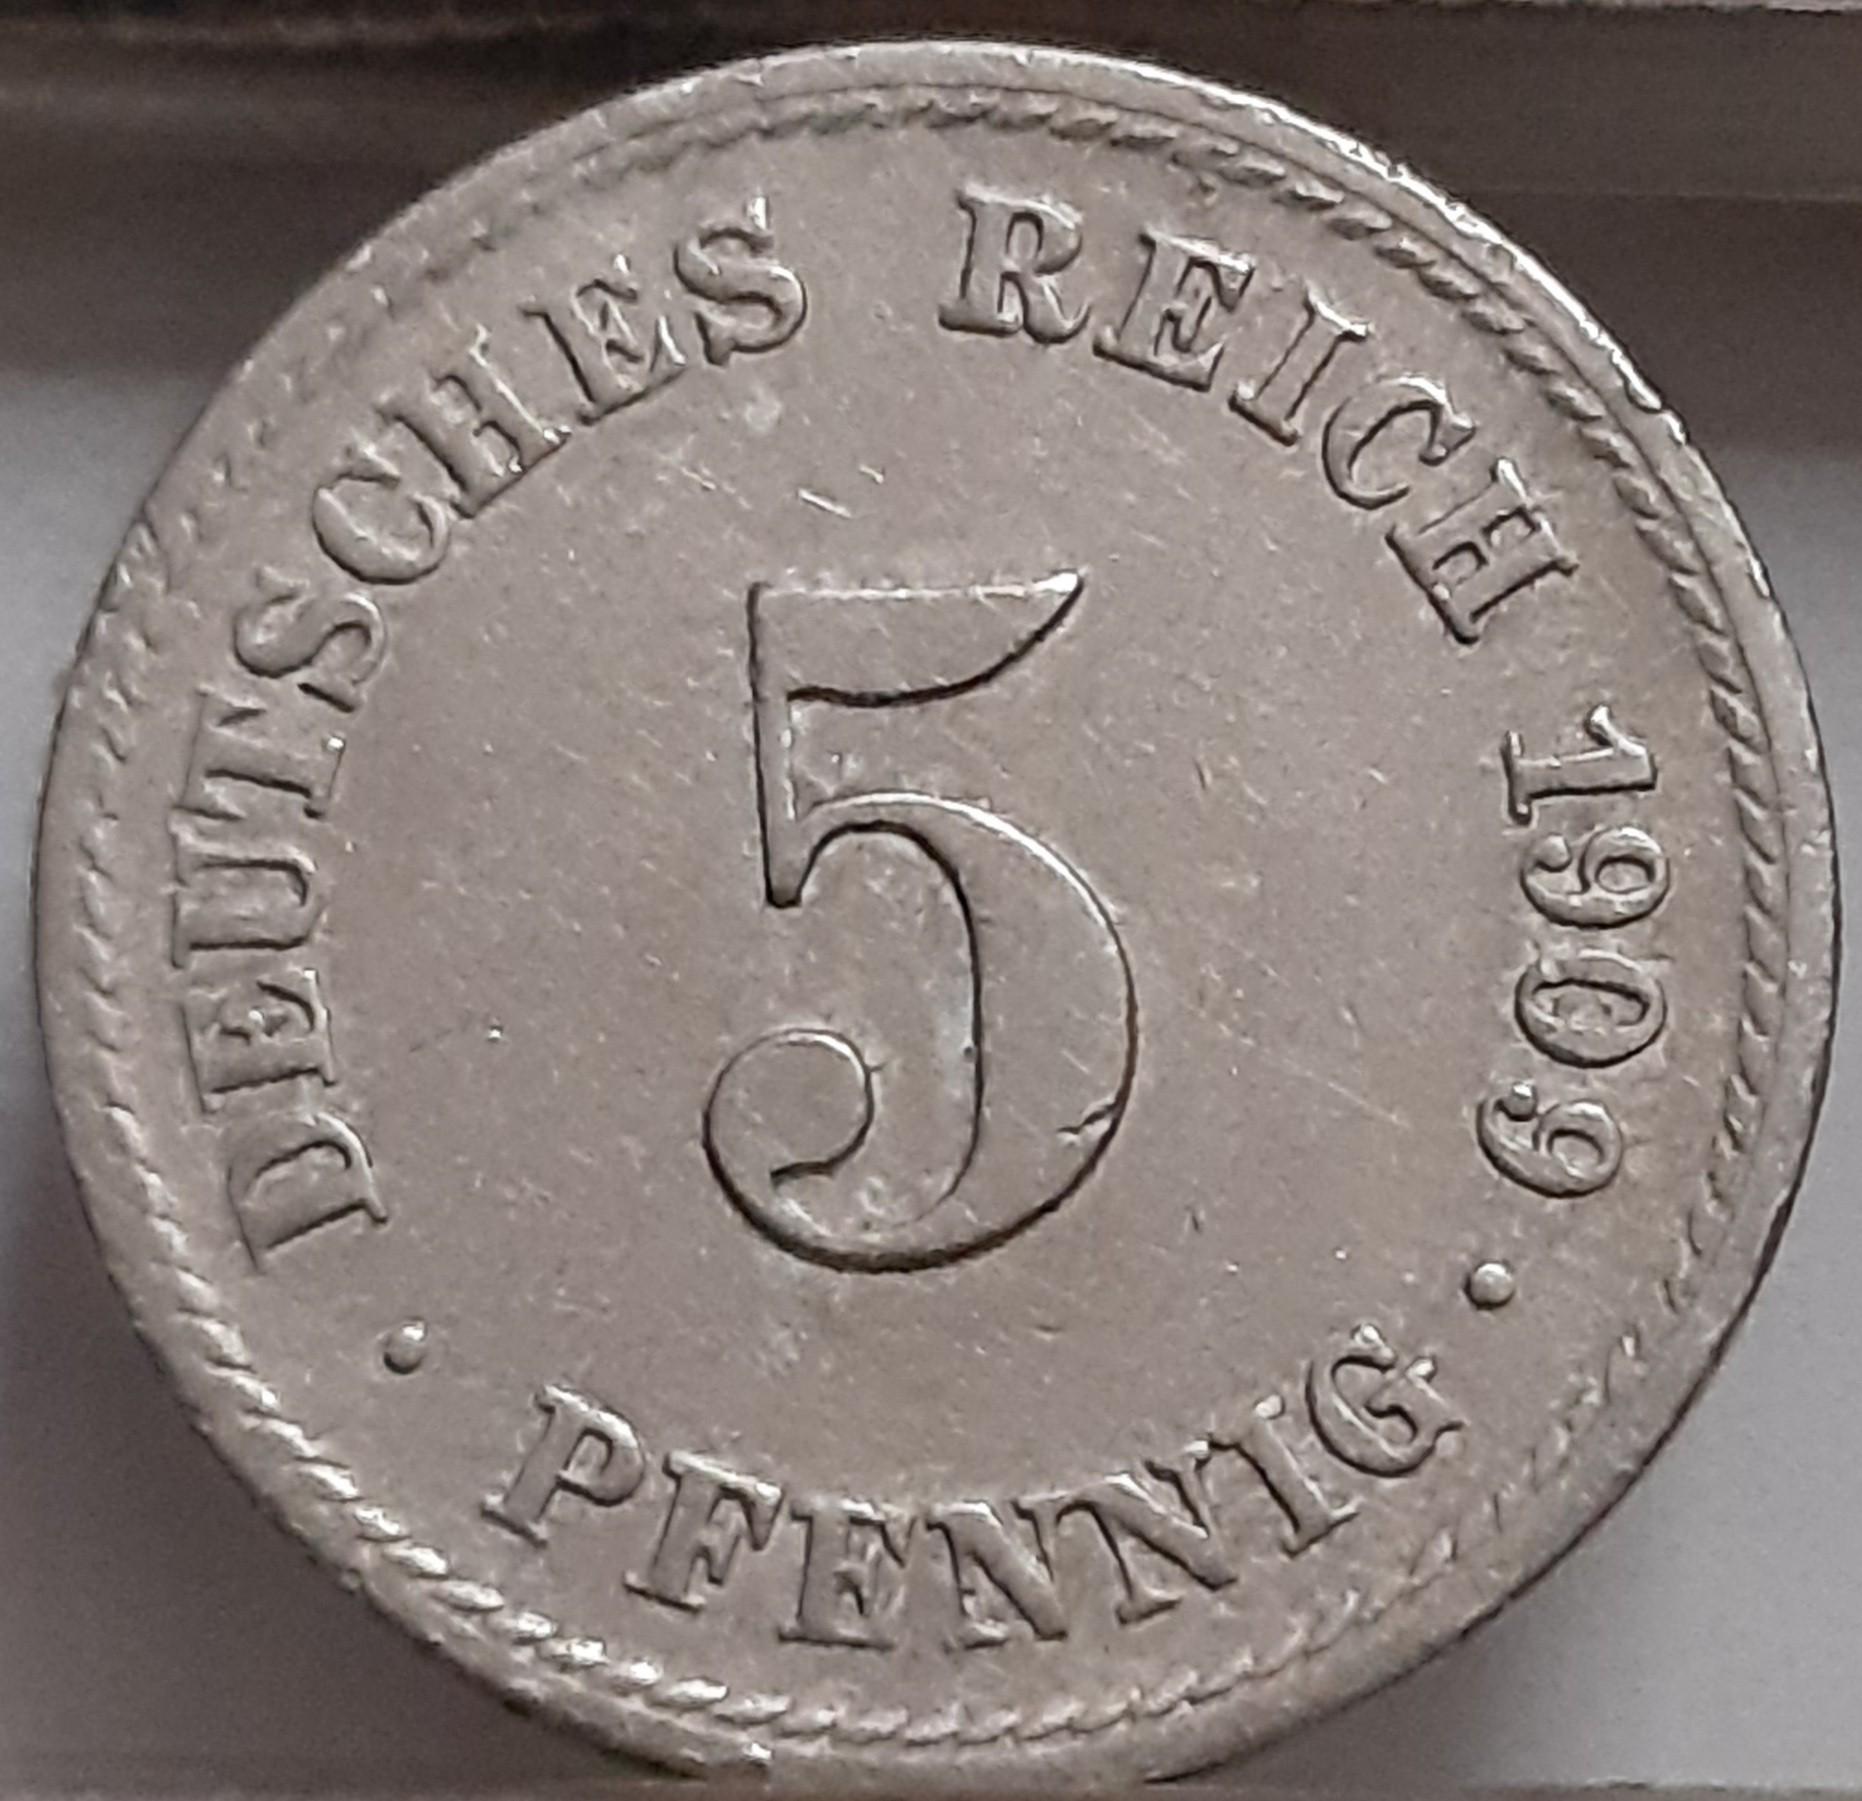 DEUTSCHES REICH 1909
5
· PFENNIG ·